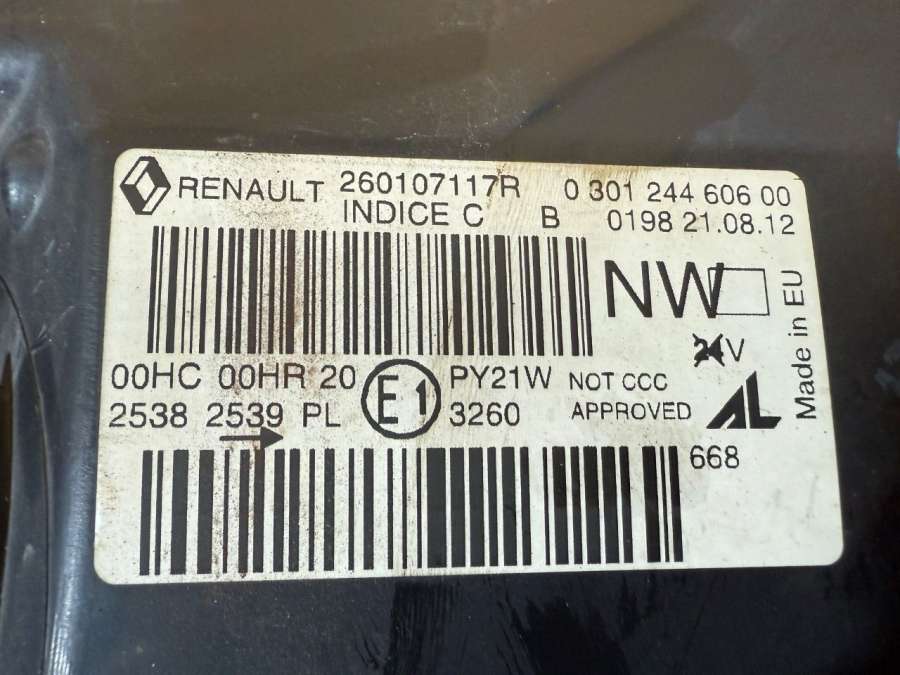 RENAULT 260107117R 0 301 244 606 00
INDICE C B 0198 21.08.12
NW
V
Made in EU
00HC 00HR 20 E1 PY21W NOT CCC
2538 2539 PL 3260 APPROVED AL
668